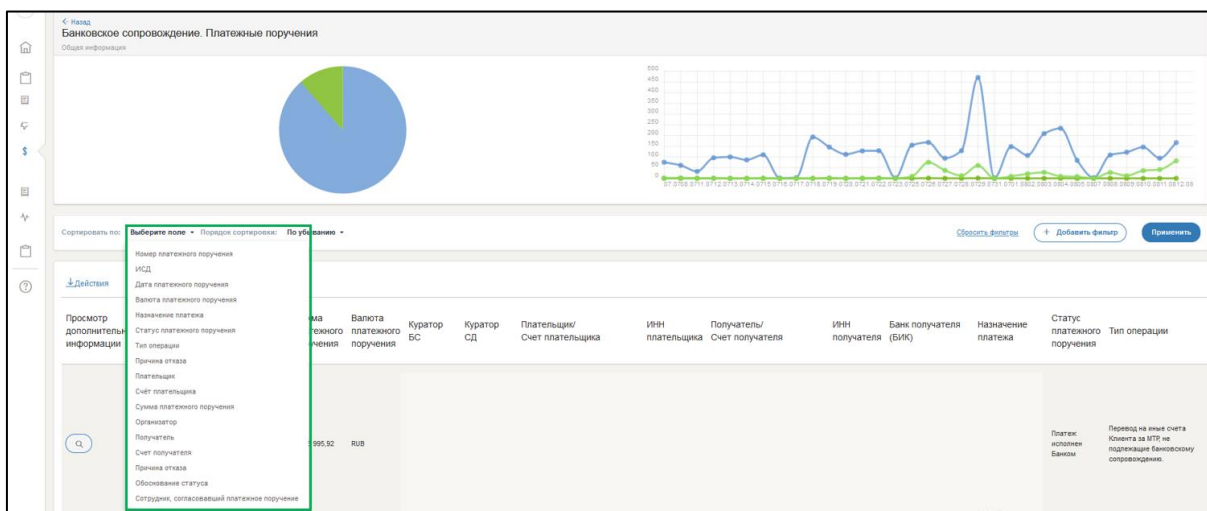 ← Назад
Банковское сопровождение. Платежные поручения
Общая информация
500
450
400
350
300
250
200
150
100
50
0
Сортировать по: Выберите поле Порядок сортировки: По убыванию
Сбросить фильтры
+ Добавить фильтр
Применить
Номер платежного поручения
ИСД
Дата платежного поручения
Валюта платежного поручения
Назначение платежа
Статус платежного поручения
Тип операции
Причина отказа
Плательщик
Счёт плательщика
Сумма платежного поручения
Организатор
Получатель
Счет получателя
Причина отказа
Обоснование статуса
Сотрудник, согласовавший платежное поручение
Действия
Просмотр
информации
Валюта
платежного
поручения
Куратор
БС
Куратор
СД
Плательщик/
Счет плательщика
ИНН
плательщика
Получатель/
Счет получателя
ИНН
получателя
Банк получателя
(БИК)
Назначение
платежа
Статус
платежного
поручения
Тип операции
995,92
RUB
Платеж
исполнен
Банком
Перевод на иные счета
Клиента за МТР, не
подлежащие банковскому
сопровождению.